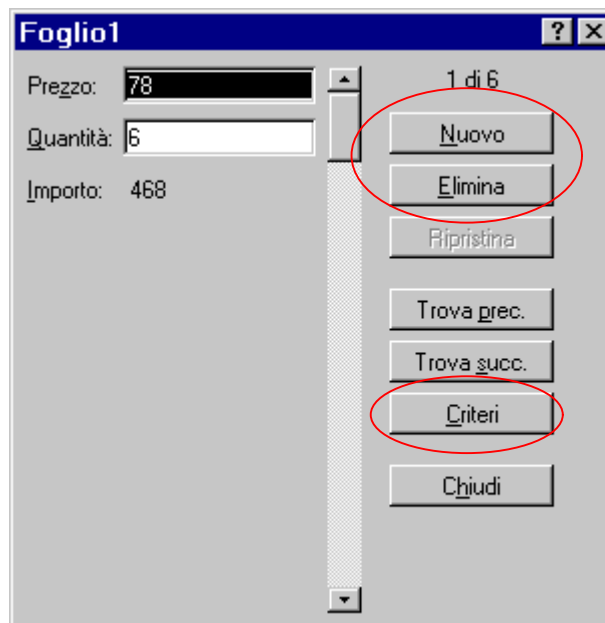 Foglio1
Prezzo: 78
Quantità: 6
Importo: 468
1 di 6
Nuovo
Elimina
Ripristina
Trova prec.
Trova succ.
Criteri
Chiudi